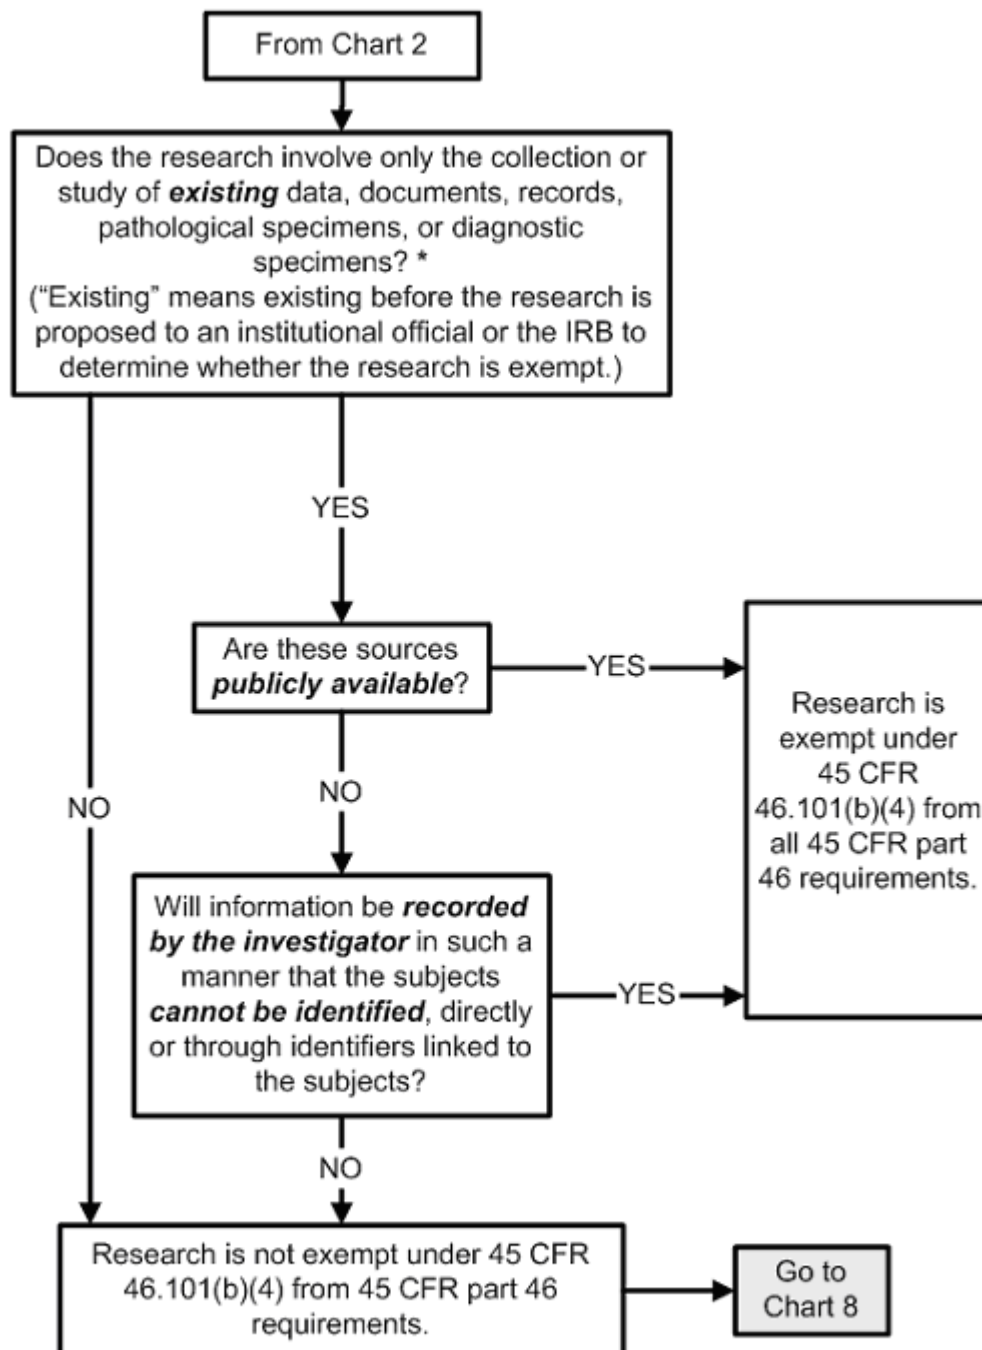 From Chart 2
Does the research involve only the collection or
study of existing data, documents, records,
pathological specimens, or diagnostic
specimens? *
(“Existing” means existing before the research is
proposed to an institutional official or the IRB to
determine whether the research is exempt.)
YES
Are these sources
publicly available?
YES
Research is
exempt under
45 CFR
46.101(b)(4) from
all 45 CFR part
46 requirements.
NO
NO
Will information be recorded
by the investigator in such a
manner that the subjects
cannot be identified, directly
or through identifiers linked to
the subjects?
YES
NO
Research is not exempt under 45 CFR
46.101(b)(4) from 45 CFR part 46
requirements.
Go to
Chart 8